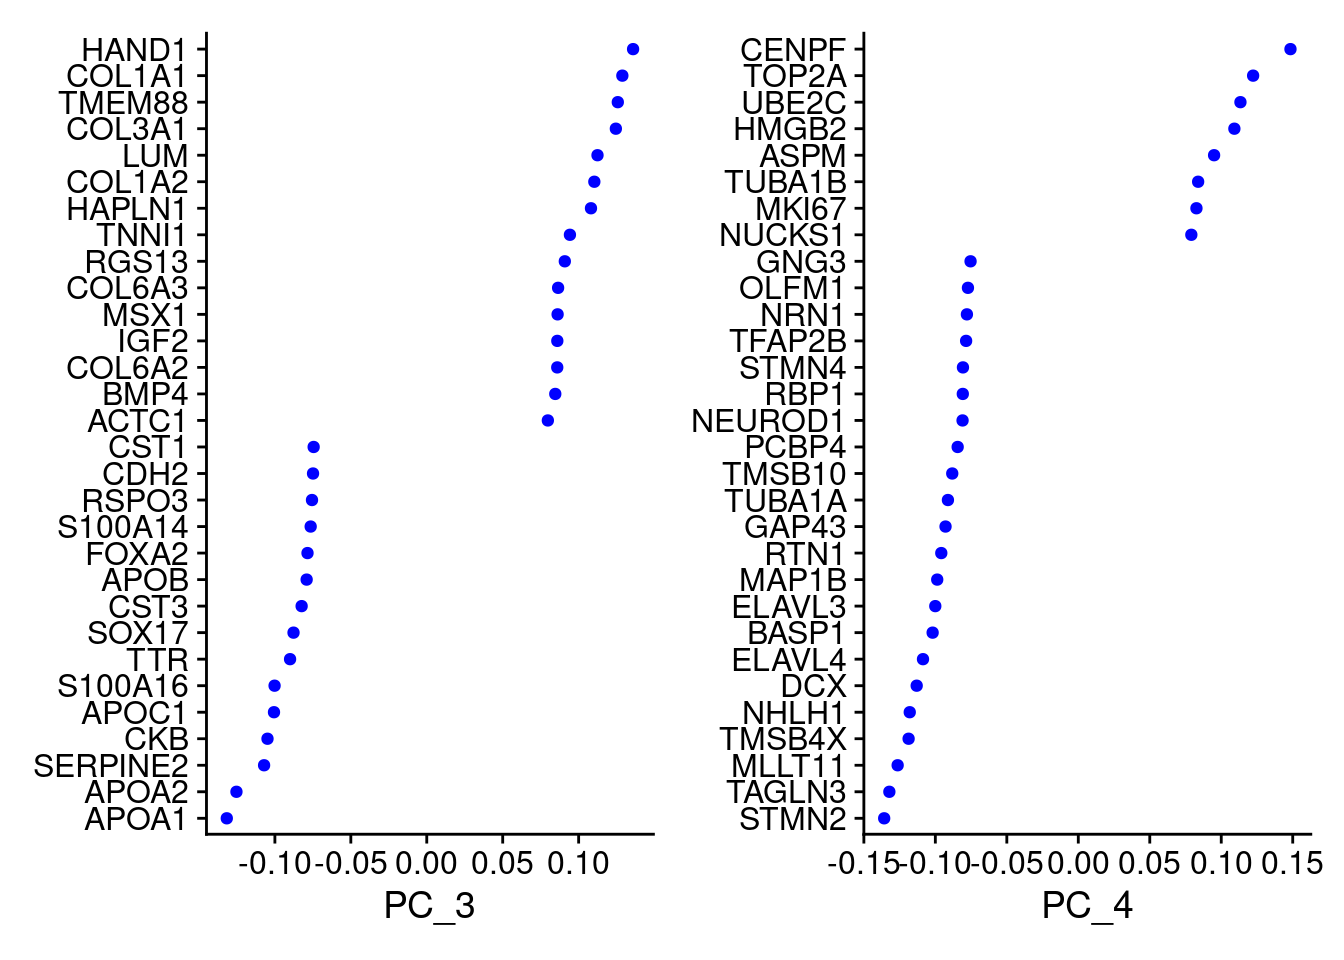 HAND1
COL1A1
TMEM88
COL3A1
LUM
COL1A2
HAPLN1
TNNI1
RGS13
COL6A3
MSX1
IGF2
COL6A2
BMP4
ACTC1
CST1
CDH2
RSPO3
S100A14
FOXA2
APOB
CST3
SOX17
TTR
S100A16
APOC1
CKB
SERPINE2
APOA2
APOA1
-0.10 -0.05 0.00 0.05 0.10
PC_3
CENPF
TOP2A
UBE2C
HMGB2
ASPM
TUBA1B
MKI67
NUCKS1
GNG3
OLFM1
NRN1
TFAP2B
STMN4
RBP1
NEUROD1
PCBP4
TMSB10
TUBA1A
GAP43
RTN1
MAP1B
ELAVL3
BASP1
ELAVL4
DCX
NHLH1
TMSB4X
MLLT11
TAGLN3
STMN2
-0.15 -0.10 -0.05 0.00 0.05 0.10 0.15
PC_4